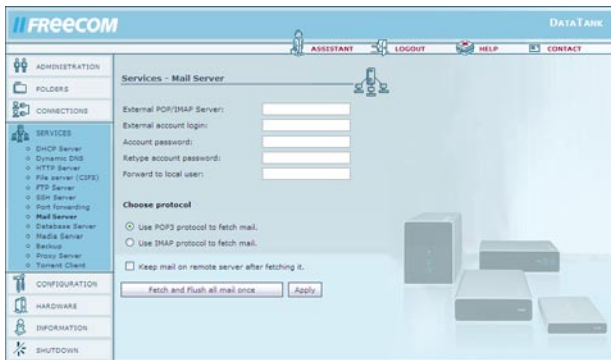 FREECOM
DATATANK
ASSISTANT
LOGOUT
HELP
CONTACT
ADMINISTRATION
FOLDERS
CONNECTIONS
SERVICES
DHCP Server
Dynamic DNS
HTTP Server
File server (CIFS)
FTP Server
SSH Server
Port forwarding
Mail Server
Database Server
Media Server
Backup
Proxy Server
Torrent Client
CONFIGURATION
HARDWARE
INFORMATION
SHUTDOWN
Services - Mail Server
External POP/IMAP Server:
External account login:
Account password:
Retype account password:
Forward to local user:
Choose protocol
Use POP3 protocol to fetch mail.
Use IMAP protocol to fetch mail.
Keep mail on remote server after fetching it.
Fetch and Flush all mail once
Apply